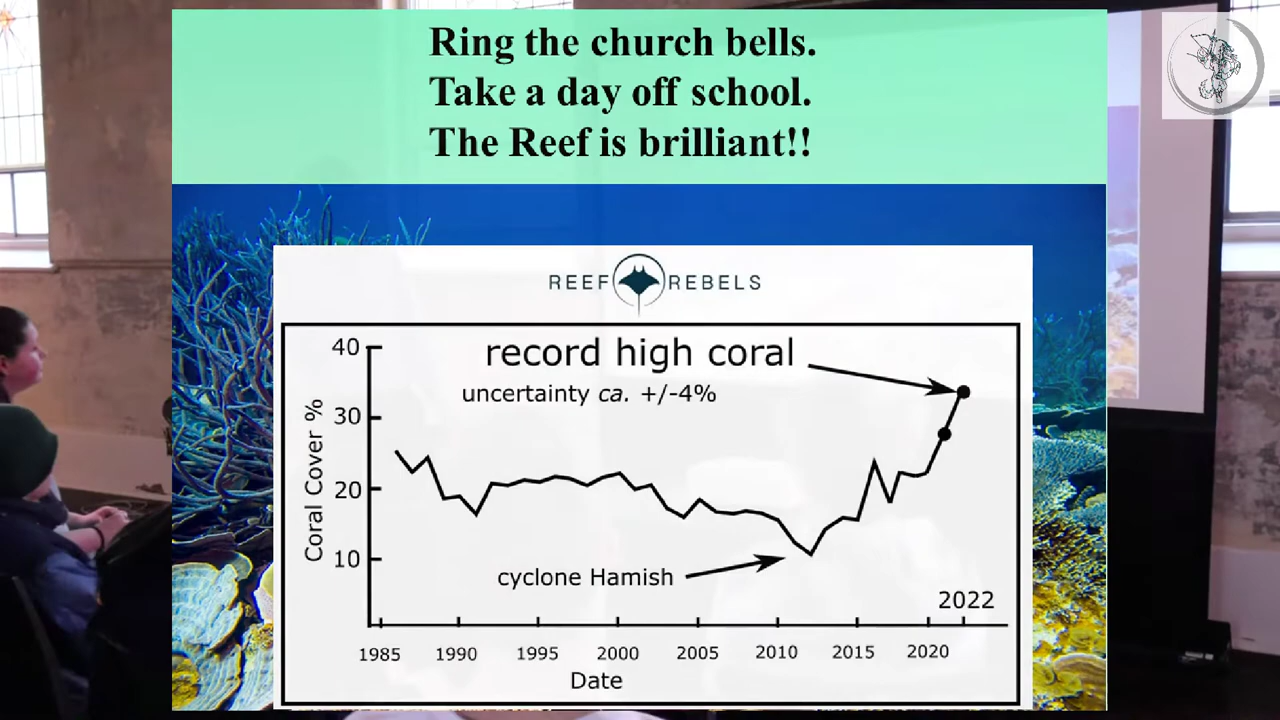 Ring the church bells.
Take a day off school.
The Reef is brilliant!!
REEF REBELS
40
record high coral
uncertainty ca. +/-4%
30
Coral Cover %
20
10
cyclone Hamish
2022
1985 1990 1995 2000 2005 2010 2015 2020
Date